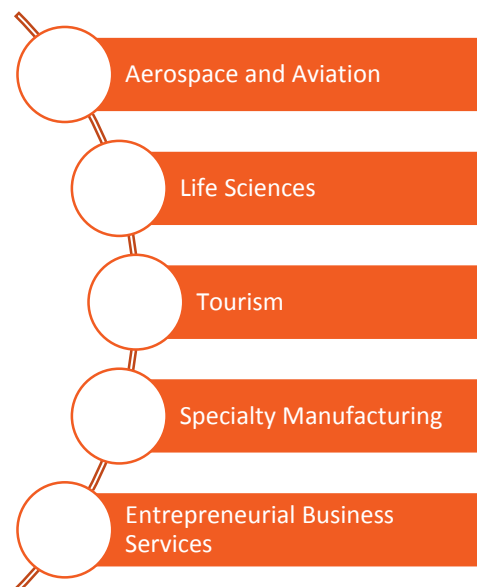 Aerospace and Aviation
Life Sciences
Tourism
Specialty Manufacturing
Entrepreneurial Business
Services